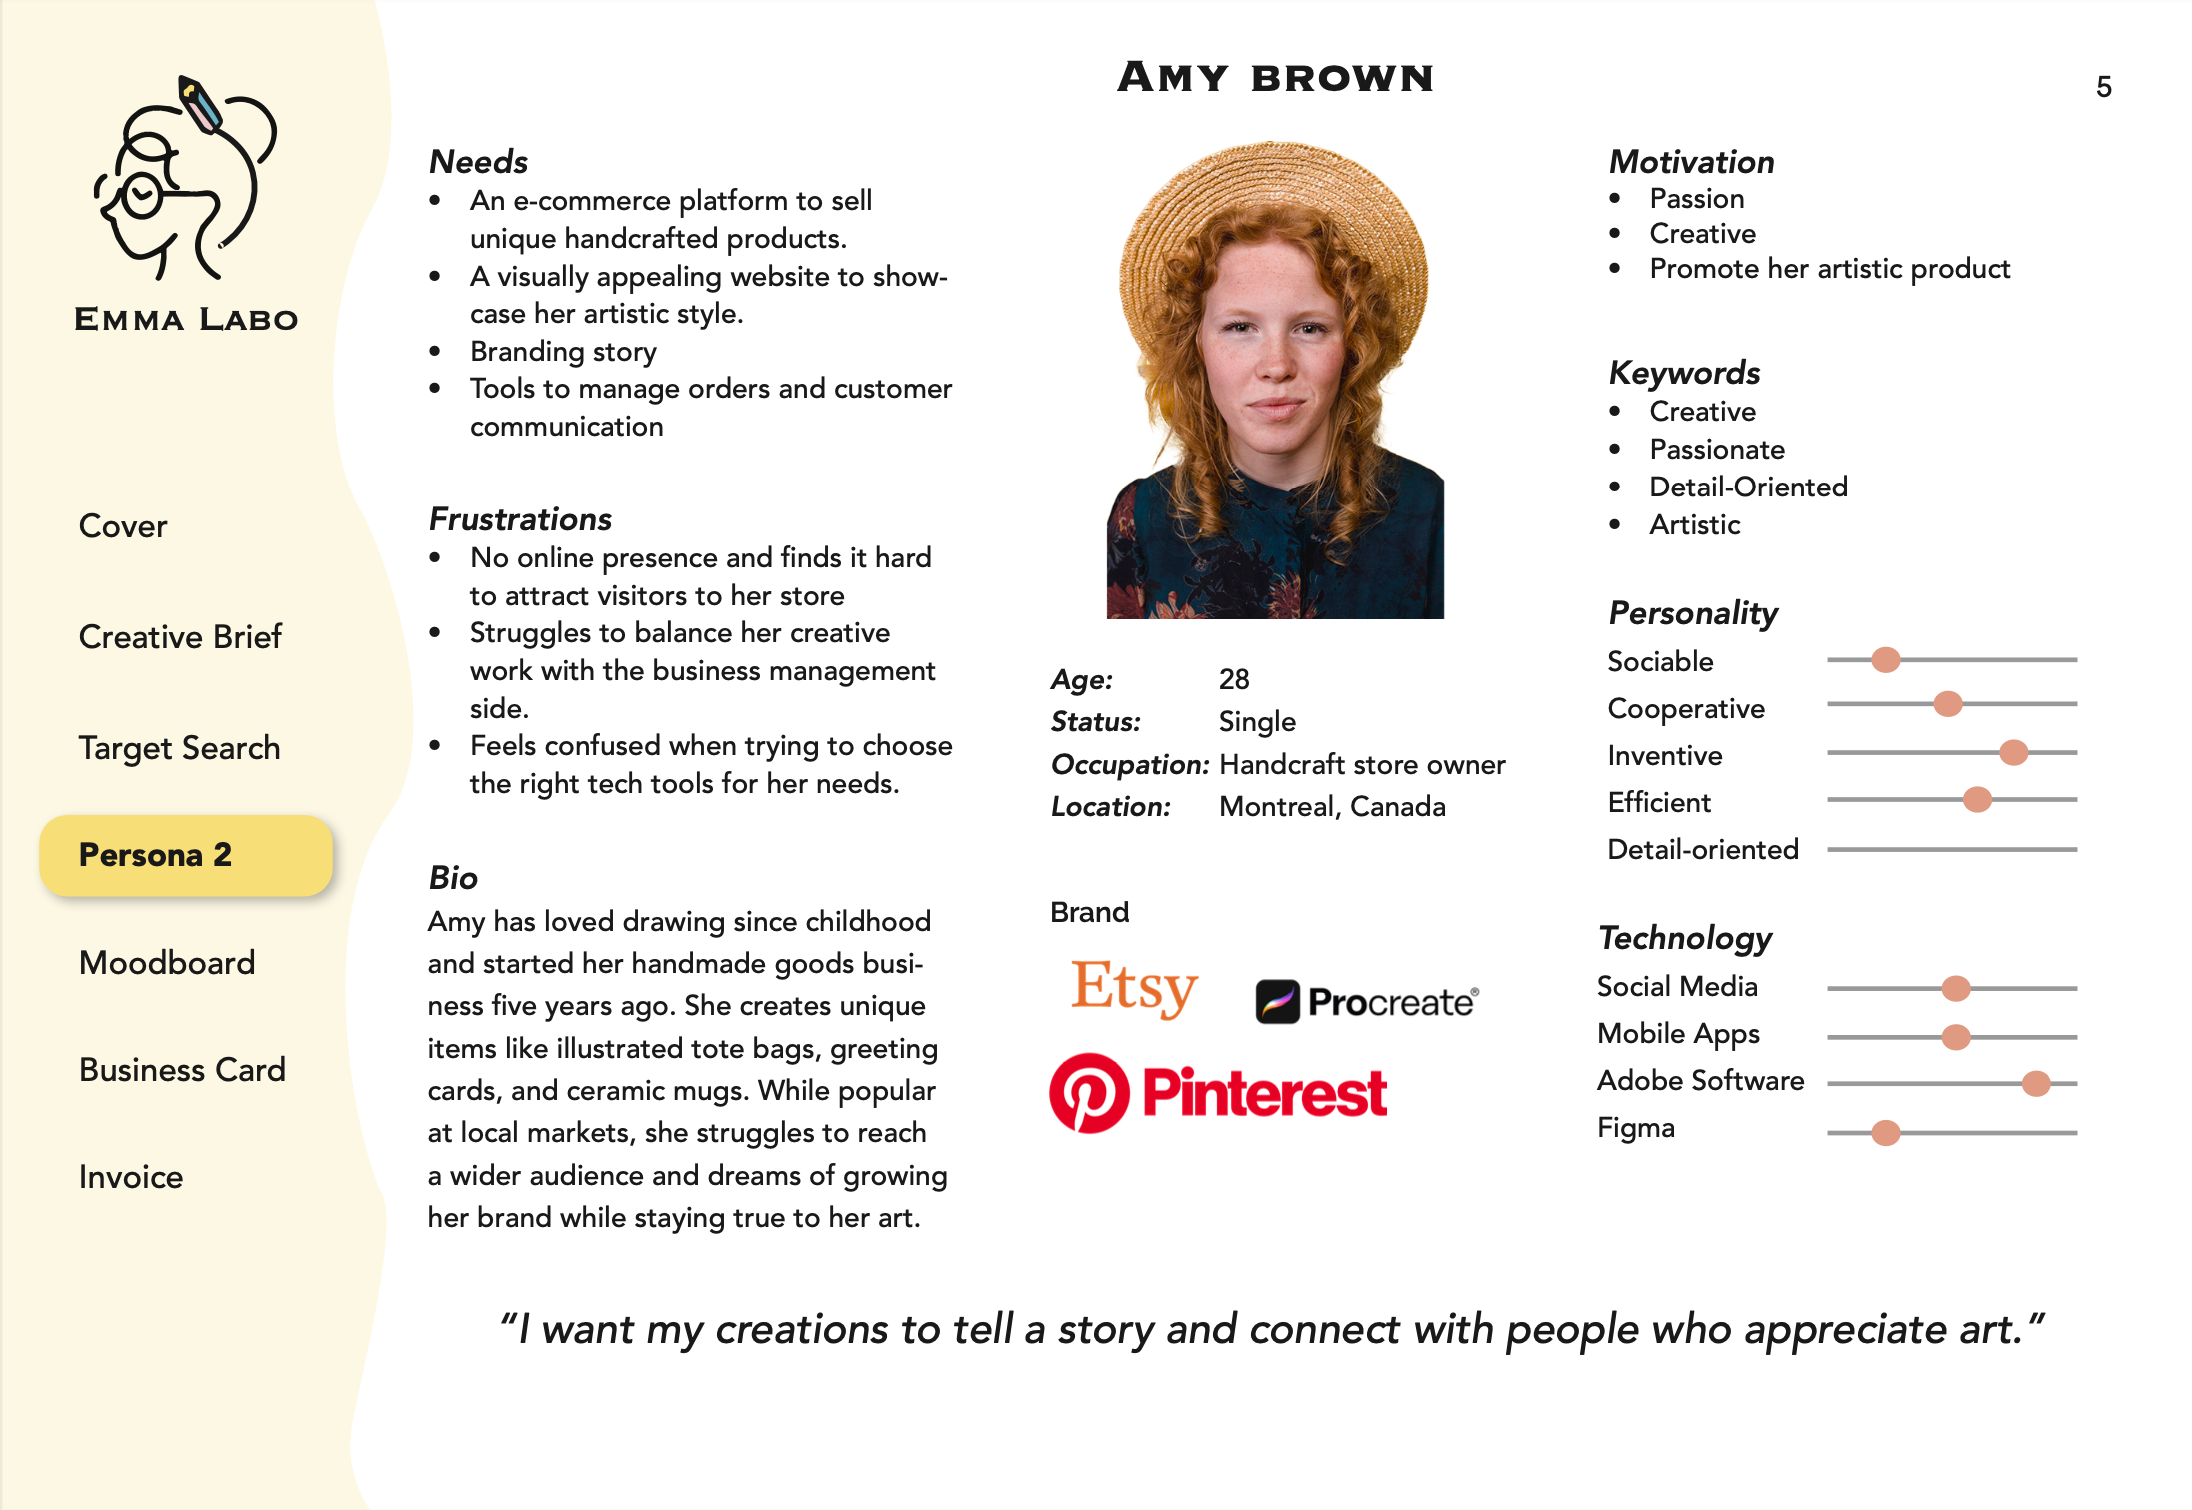 EMMA LABO
Cover
Creative Brief
Target Search
Persona 2
Moodboard
Business Card
Invoice
AMY BROWN
5
Needs
• An e-commerce platform to sell
unique handcrafted products.
• A visually appealing website to show-
case her artistic style.
• Branding story
• Tools to manage orders and customer
communication
Frustrations
• No online presence and finds it hard
to attract visitors to her store
• Struggles to balance her creative
work with the business management
side.
• Feels confused when trying to choose
the right tech tools for her needs.
Bio
Amy has loved drawing since childhood
and started her handmade goods busi-
ness five years ago. She creates unique
items like illustrated tote bags, greeting
cards, and ceramic mugs. While popular
at local markets, she struggles to reach
a wider audience and dreams of growing
her brand while staying true to her art.
Age: 28
Status: Single
Occupation: Handcraft store owner
Location: Montreal, Canada
Brand
Etsy
Procreate®
Pinterest
Motivation
• Passion
• Creative
• Promote her artistic product
Keywords
• Creative
• Passionate
• Detail-Oriented
• Artistic
Personality
Sociable
Cooperative
Inventive
Efficient
Detail-oriented
Technology
Social Media
Mobile Apps
Adobe Software
Figma
“I want my creations to tell a story and connect with people who appreciate art.”